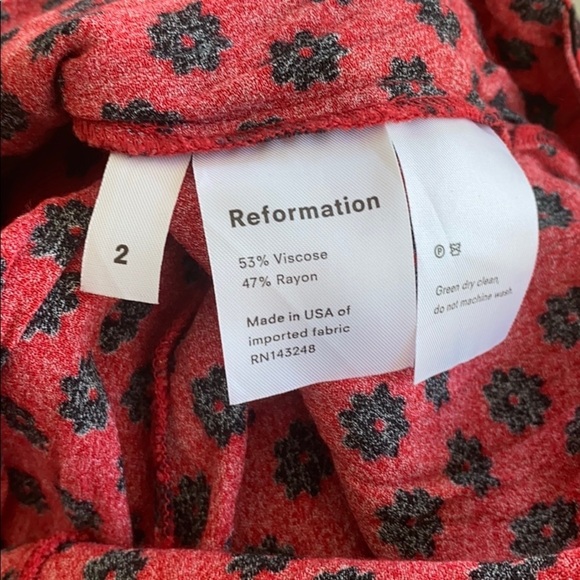 2
Reformation
53% Viscose
47% Rayon
Made in USA of
imported fabric
RN143248
P
Green dry clean,
do not machine wash.